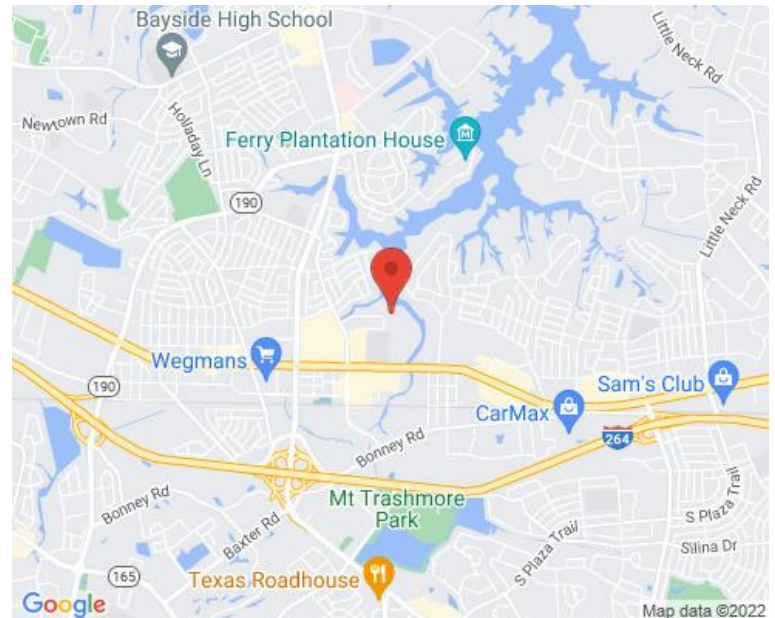 Bayside High School
Little Neck Rd
Newtown Rd
Holladay Ln
Ferry Plantation House
190
Little Neck Rd
Wegmans
190
Sam's Club
CarMax
264
Bonney Rd
Bonney Rd
Mt Trashmore
Park
S Plaza Trail
Baxter Rd
S Plaza Trail
Silina Dr
165
Texas Roadhouse
Google
Map data ©2022